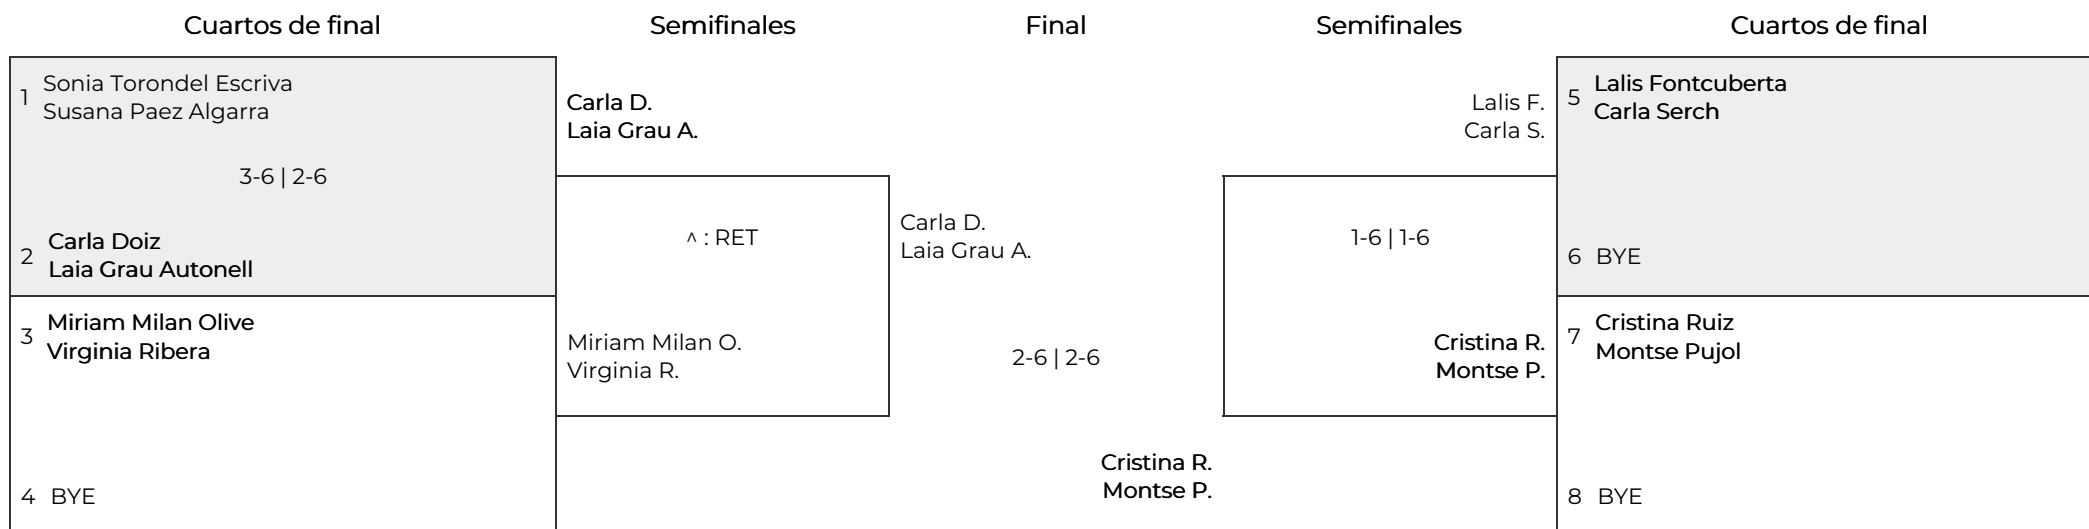 Cuartos de final
Semifinales
Final
Semifinales
Cuartos de final
1
Sonia Torondel Escriva
Susana Paez Algarra
3-6 | 2-6
2
Carla Doiz
Laia Grau Autonell
3
Miriam Milan Olive
Virginia Ribera
4 BYE
Carla D.
Laia Grau A.
^ : RET
Miriam Milan O.
Virginia R.
Carla D.
Laia Grau A.
2-6 | 2-6
Cristina R.
Montse P.
Lalis F.
Carla S.
1-6 | 1-6
Cristina R.
Montse P.
5
Lalis Fontcuberta
Carla Serch
6 BYE
7
Cristina Ruiz
Montse Pujol
8 BYE